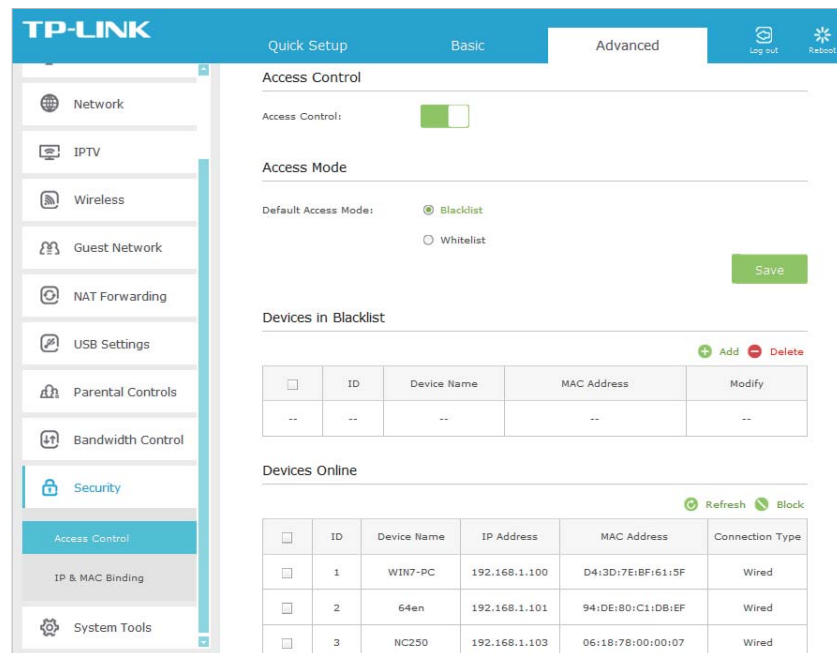 TP-LINK
Quick Setup
Basic
Advanced
Log out
Reboot
Network
IPTV
Wireless
Guest Network
NAT Forwarding
USB Settings
Parental Controls
Bandwidth Control
Security
Access Control
IP & MAC Binding
System Tools
Access Control
Access Control:
Access Mode
Default Access Mode: Blacklist
Whitelist
Save
Devices in Blacklist
Add Delete
ID Device Name MAC Address Modify
-- -- -- -- --
Devices Online
Refresh Block
ID Device Name IP Address MAC Address Connection Type
1 WIN7-PC 192.168.1.100 D4:3D:7E:BF:61:5F Wired
2 64en 192.168.1.101 94:DE:80:C1:DB:EF Wired
3 NC250 192.168.1.103 06:18:78:00:00:07 Wired